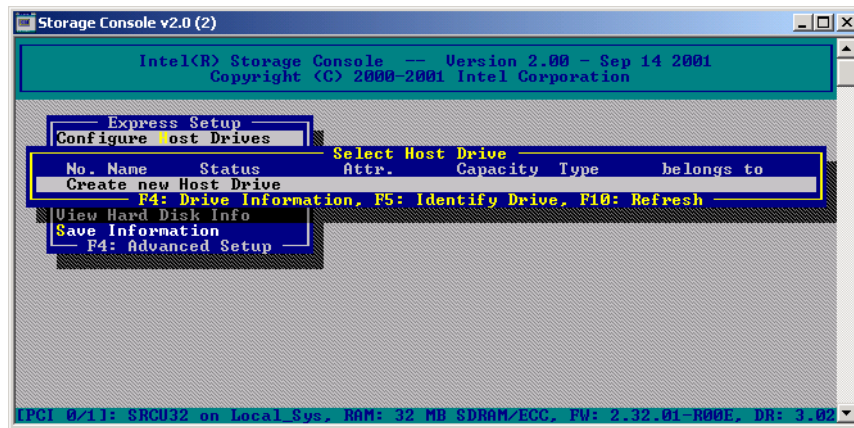 Storage Console v2.0 (2)
Intel(R) Storage Console -- Version 2.00 - Sep 14 2001
Copyright (C) 2000-2001 Intel Corporation
Express Setup
Configure Host Drives
Select Host Drive
No. Name Status Attr. Capacity Type belongs to
Create new Host Drive
F4: Drive Information, F5: Identify Drive, F10: Refresh
View Hard Disk Info
Save Information
F4: Advanced Setup
[PCI 0/1]: SRCU32 on Local_Sys, RAM: 32 MB SDRAM/ECC, FW: 2.32.01-R00E, DR: 3.02